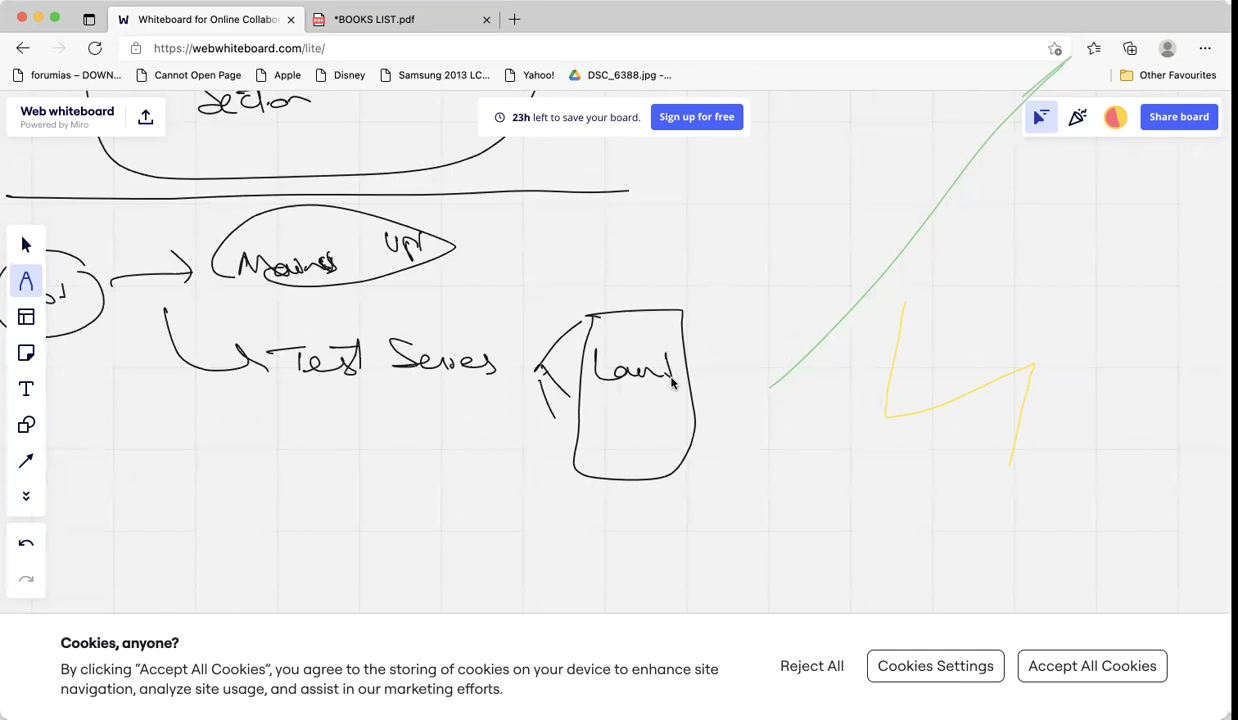 Whiteboard for Online Collabo
*BOOKS LIST.pdf
https://webwhiteboard.com/lite/
forumias – DOWN...
Cannot Open Page
Apple
Disney
Samsung 2013 LC...
Yahoo!
DSC_6388.jpg -...
Other Favourites
Section
Web whiteboard
Powered by Miro
23h left to save your board.
Sign up for free
Share board
Test Series
Cookies, anyone?
By clicking “Accept All Cookies”, you agree to the storing of cookies on your device to enhance site
navigation, analyze site usage, and assist in our marketing efforts.
Reject All
Cookies Settings
Accept All Cookies